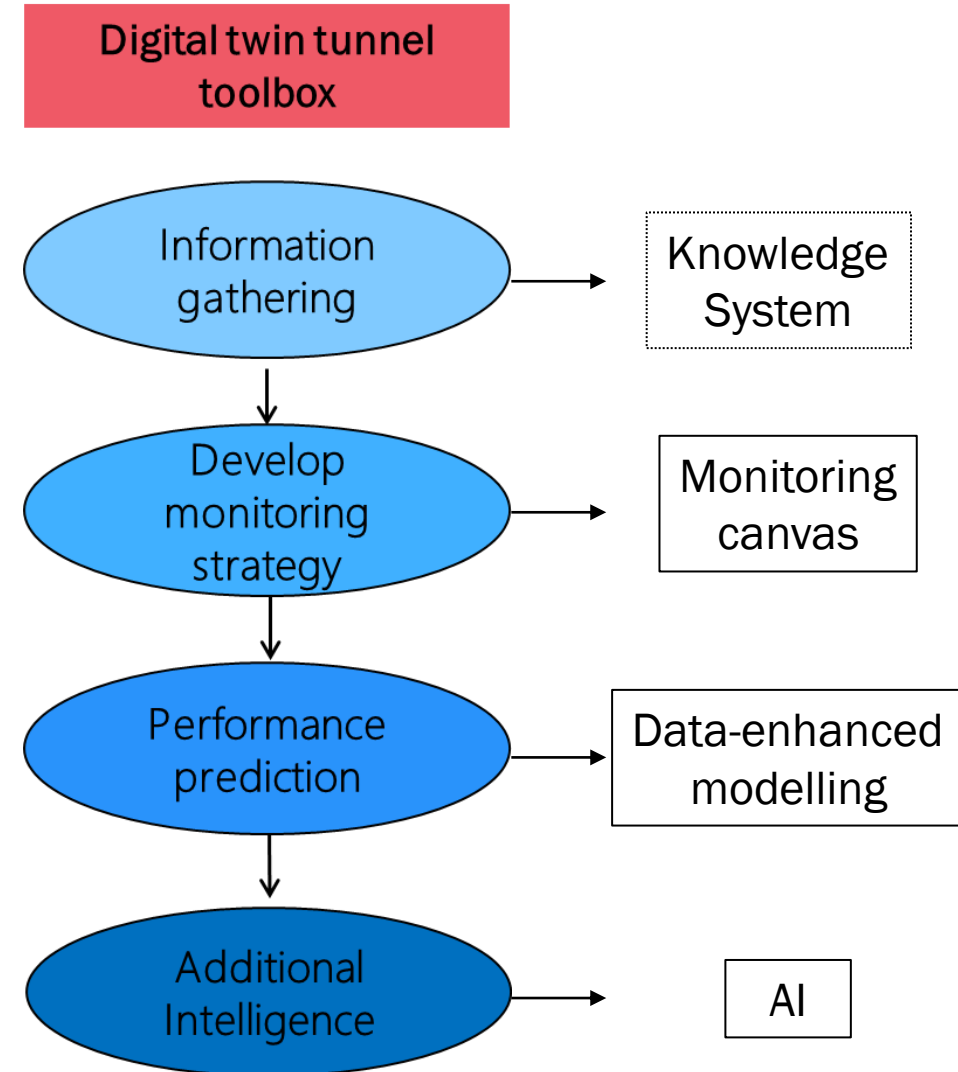 Digital twin tunnel
toolbox
Information
gathering
Knowledge
System
Develop
monitoring
strategy
Monitoring
canvas
Performance
prediction
Data-enhanced
modelling
Additional
Intelligence
AI